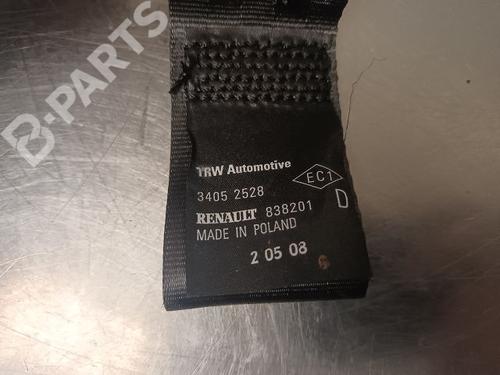 B-PARTS
TRW Automotive
EC1
3405 2528
RENAULT 838201 D
MADE IN POLAND
2 05 08